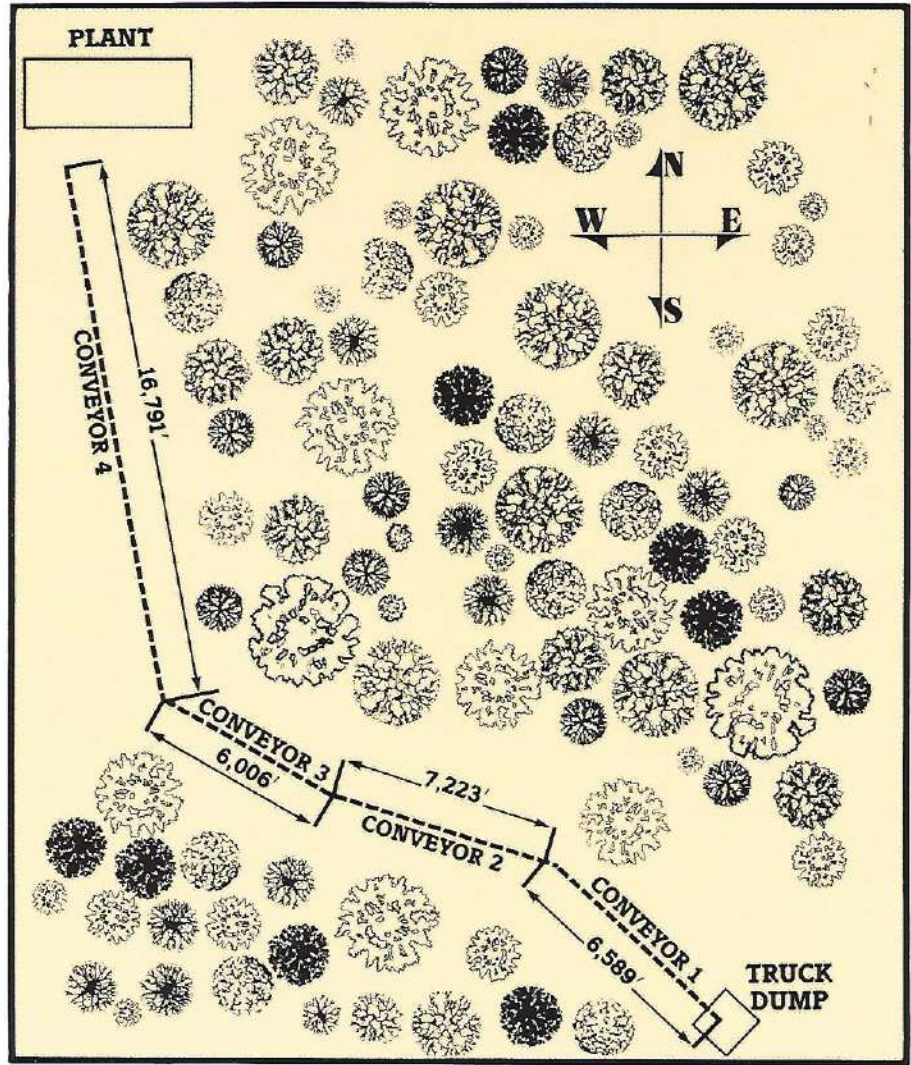 PLANT
N
W E
S
CONVEYOR 4
16,791'
CONVEYOR 3
6,006'
7,223'
CONVEYOR 2
CONVEYOR 1
6,589'
TRUCK
DUMP